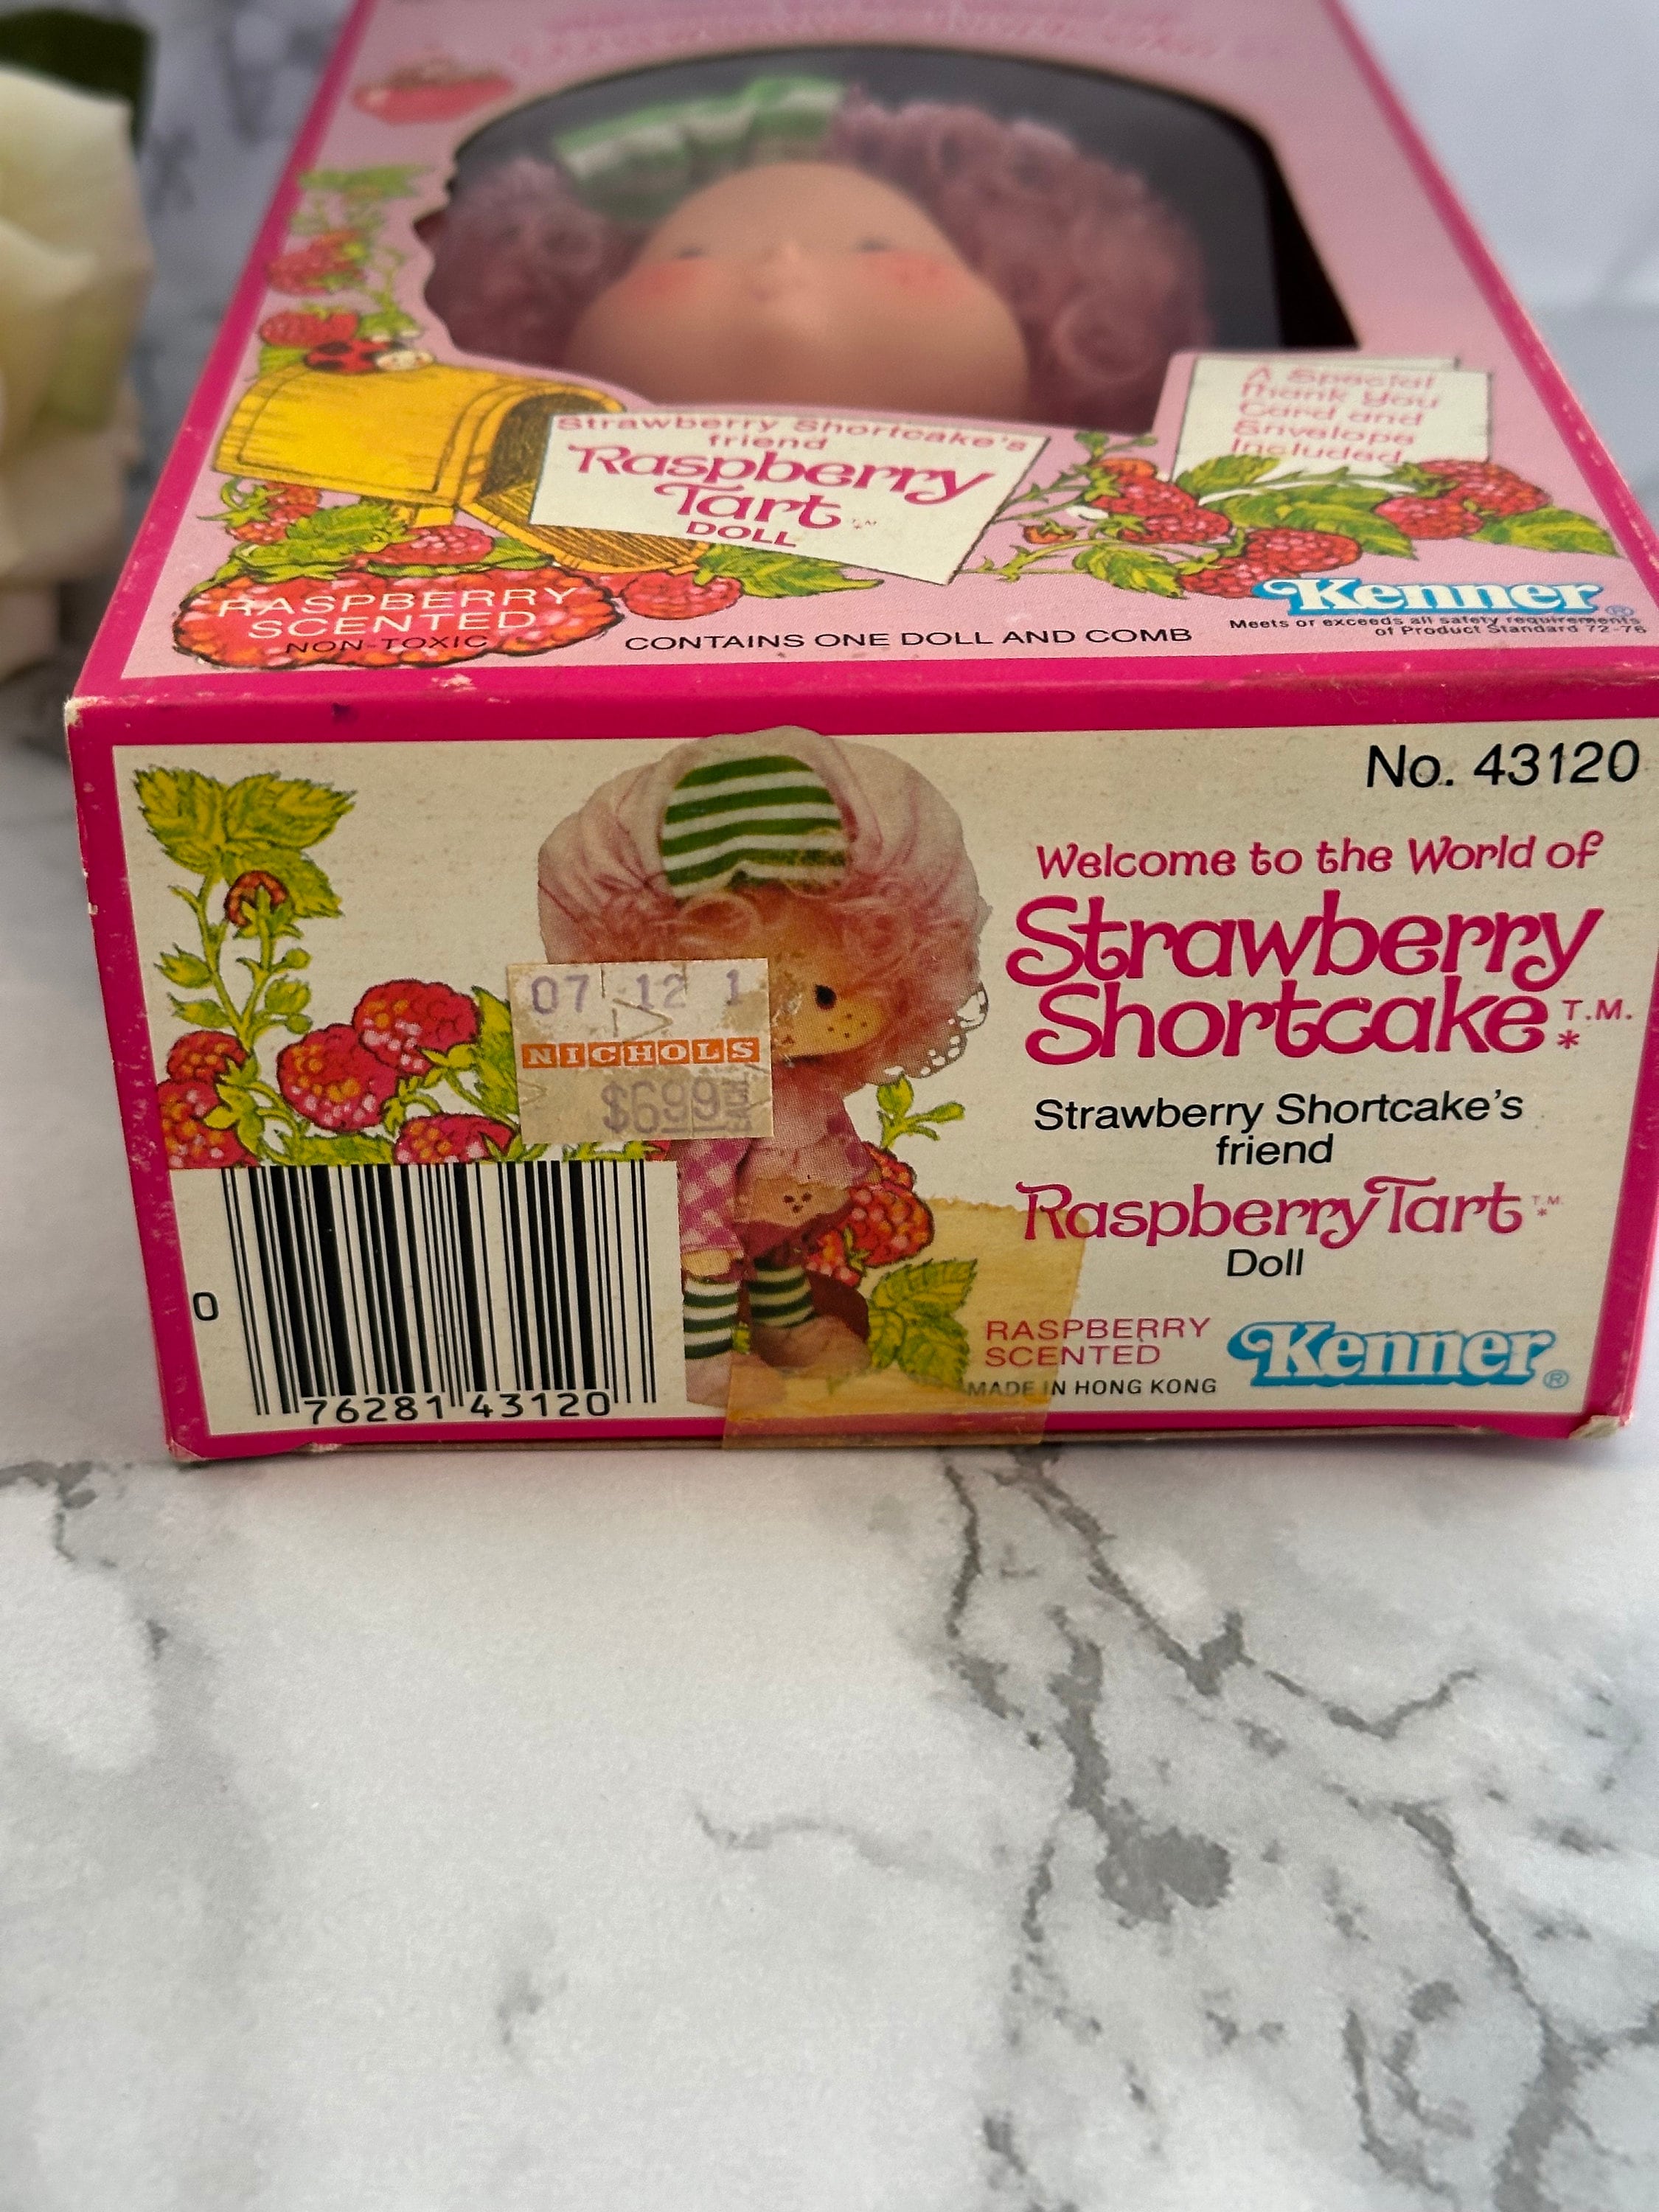 Strawberry Shortcake's
friend
Raspberry
Tart TM
DOLL
A Special
Thank You
Card and
Envelope
Included
RASPBERRY
SCENTED
NON-TOXIC
CONTAINS ONE DOLL AND COMB
Kenner ®
Meets or exceeds all safety requirements
of Product Standard 72-76
No. 43120
Welcome to the World of
Strawberry
Shortcake T.M.
*
Strawberry Shortcake's
friend
Raspberry Tart T.M.
*
Doll
RASPBERRY
SCENTED
MADE IN HONG KONG
Kenner ®
07 12 1
NICHOLS
$6.99 EACH
0 76281 43120